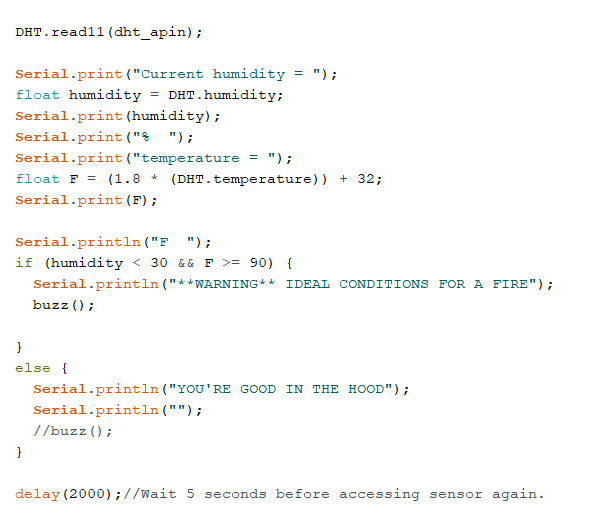 DHT.read11(dht_apin);

Serial.print("Current humidity = ");
float humidity = DHT.humidity;
Serial.print(humidity);
Serial.print("%  ");
Serial.print("temperature = ");
float F = (1.8 * (DHT.temperature)) + 32;
Serial.print(F);

Serial.println("F  ");
if (humidity < 30 && F >= 90) {
  Serial.println("**WARNING** IDEAL CONDITIONS FOR A FIRE");
  buzz();

}
else {
  Serial.println("YOU'RE GOOD IN THE HOOD");
  Serial.println("");
  //buzz();
}

delay(2000);//Wait 5 seconds before accessing sensor again.